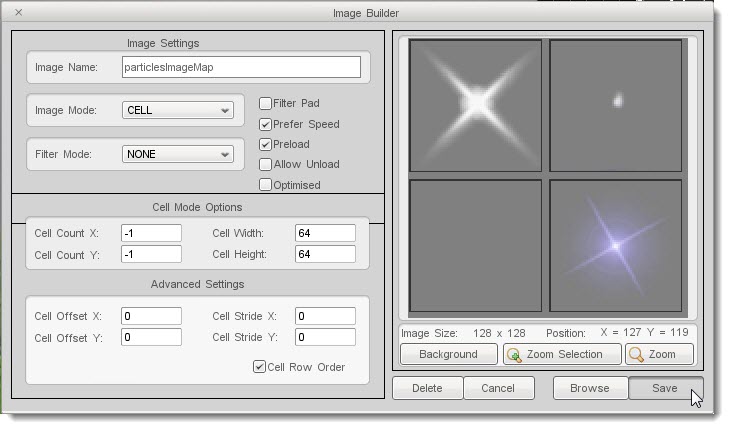 Image Builder
Image Settings
Image Name: particlesImageMap
Image Mode: CELL
Filter Mode: NONE
Filter Pad
Prefer Speed
Preload
Allow Unload
Optimised
Cell Mode Options
Cell Count X: -1 Cell Width: 64
Cell Count Y: -1 Cell Height: 64
Advanced Settings
Cell Offset X: 0 Cell Stride X: 0
Cell Offset Y: 0 Cell Stride Y: 0
Cell Row Order
Image Size: 128 x 128 Position: X = 127 Y = 119
Background Zoom Selection Zoom
Delete Cancel Browse Save